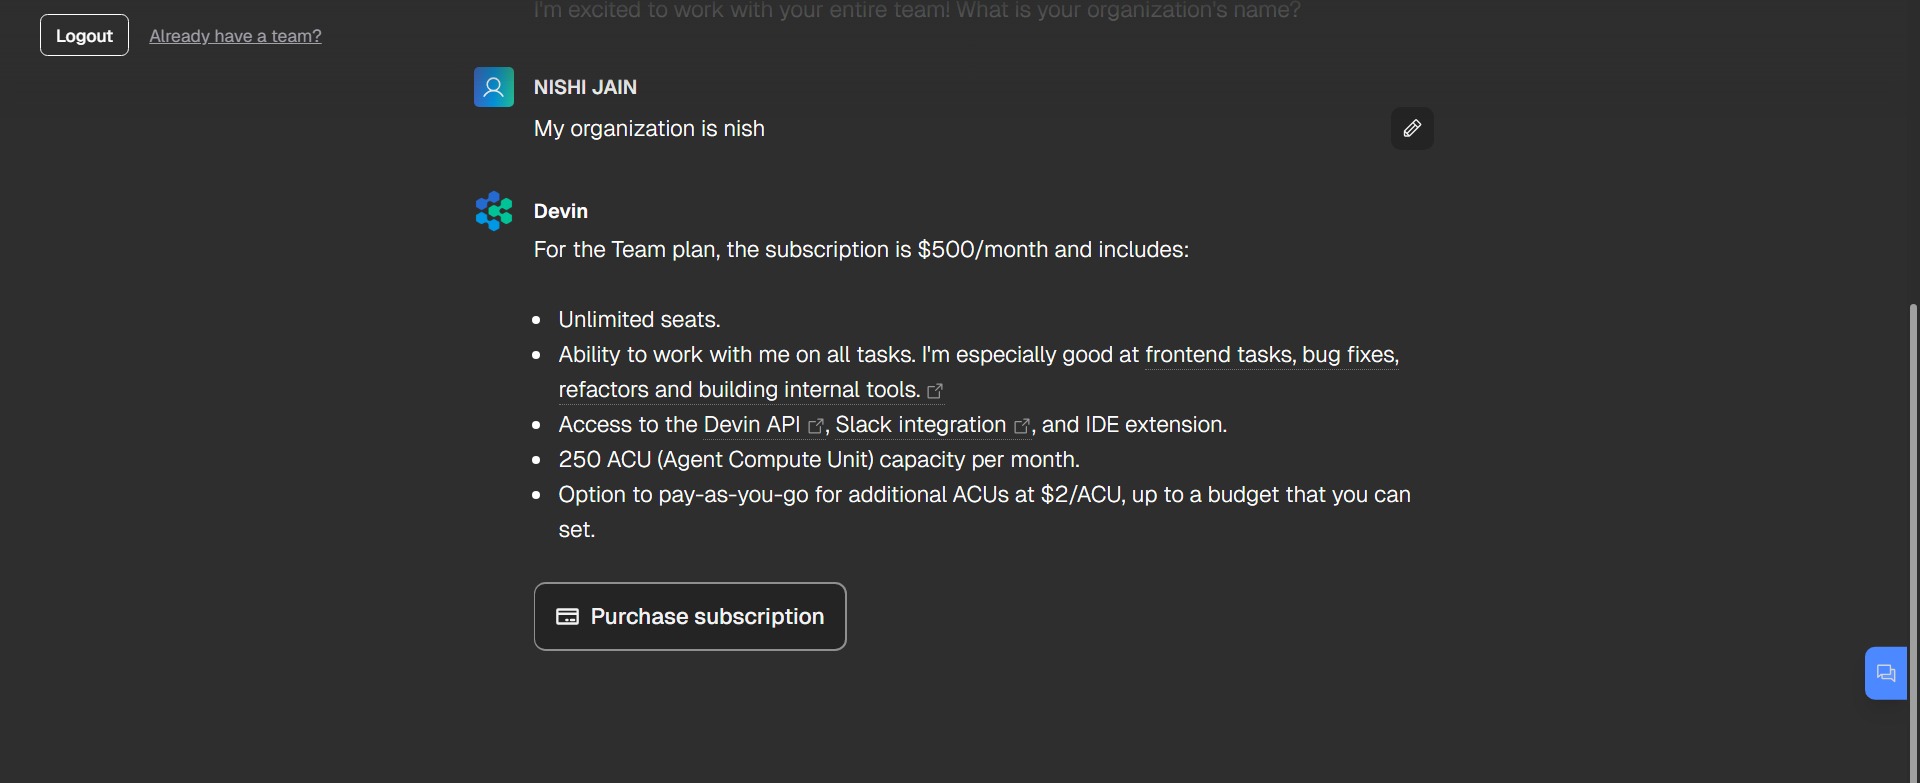 I'm excited to work with your entire team! What is your organization's name?
Logout
Already have a team?
NISHI JAIN
My organization is nish
Devin
For the Team plan, the subscription is $500/month and includes:
Unlimited seats.
Ability to work with me on all tasks. I'm especially good at frontend tasks, bug fixes,
refactors and building internal tools.
Access to the Devin API, Slack integration, and IDE extension.
250 ACU (Agent Compute Unit) capacity per month.
Option to pay-as-you-go for additional ACUs at $2/ACU, up to a budget that you can
set.
Purchase subscription